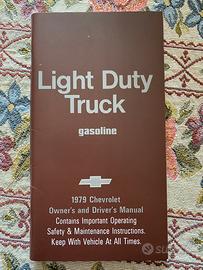 Light Duty
Truck
gasoline
1979 Chevrolet
Owner's and Driver's Manual
Contains Important Operating
Safety & Maintenance Instructions.
Keep With Vehicle At All Times.